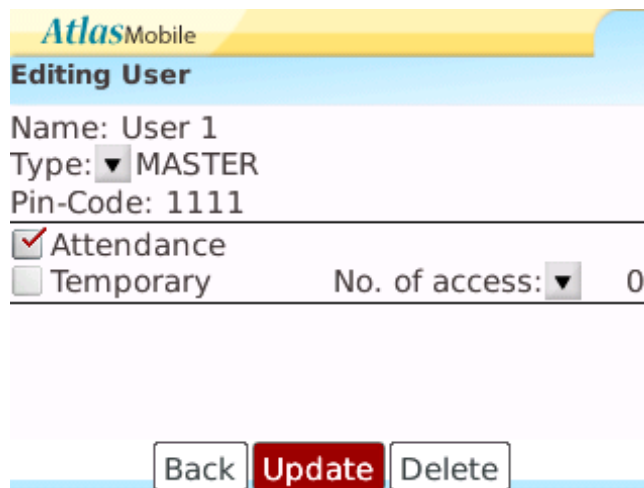 AtlasMobile
Editing User
Name: User 1
Type: MASTER
Pin-Code: 1111
Attendance
Temporary No. of access: 0
Back Update Delete